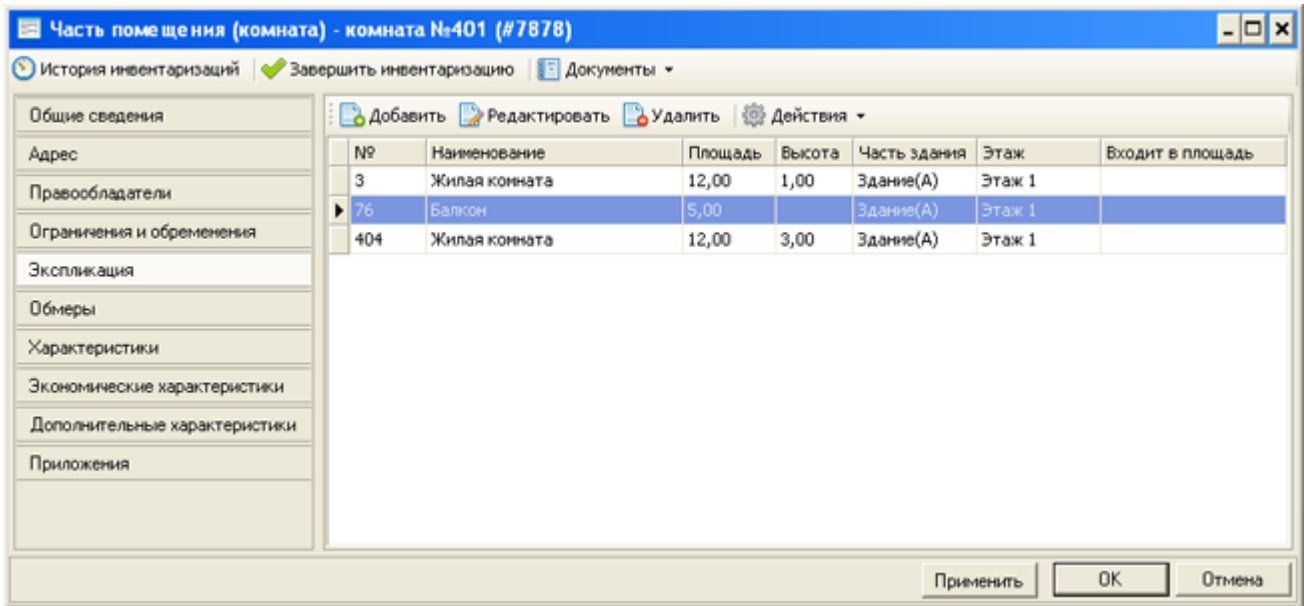 Часть помещения (комната) - комната №401 (#7878)
История инвентаризаций Завершить инвентаризацию Документы
Общие сведения
Адрес
Правообладатели
Ограничения и обременения
Экспликация
Обмеры
Характеристики
Экономические характеристики
Дополнительные характеристики
Приложения
Добавить Редактировать Удалить Действия
№ Наименование Площадь Высота Часть здания Этаж Входит в площадь
3 Жилая комната 12,00 1,00 Здание(А) Этаж 1
76 Балкон 5,00 Здание(А) Этаж 1
404 Жилая комната 12,00 3,00 Здание(А) Этаж 1
Применить OK Отмена